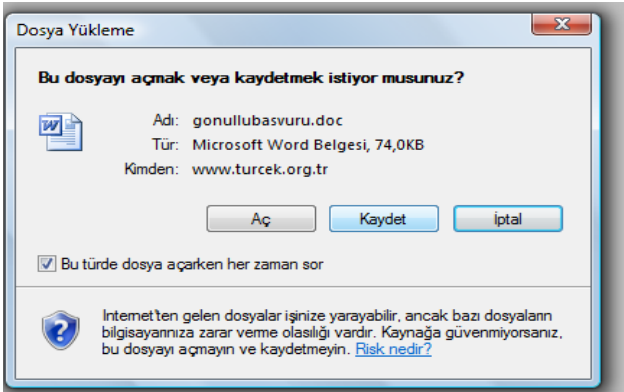 Dosya Yükleme
Bu dosyayı açmak veya kaydetmek istiyor musunuz?
Adı: gonullubasvuru.doc
Tür: Microsoft Word Belgesi, 74,0KB
Kimden: www.turcek.org.tr
Aç Kaydet İptal
Bu türde dosya açarken her zaman sor
Internet'ten gelen dosyalar işinize yarayabilir, ancak bazı dosyaların
bilgisayarınıza zarar verme olasılığı vardır. Kaynağa güvenmiyorsanız,
bu dosyayı açmayın ve kaydetmeyin. Risk nedir?